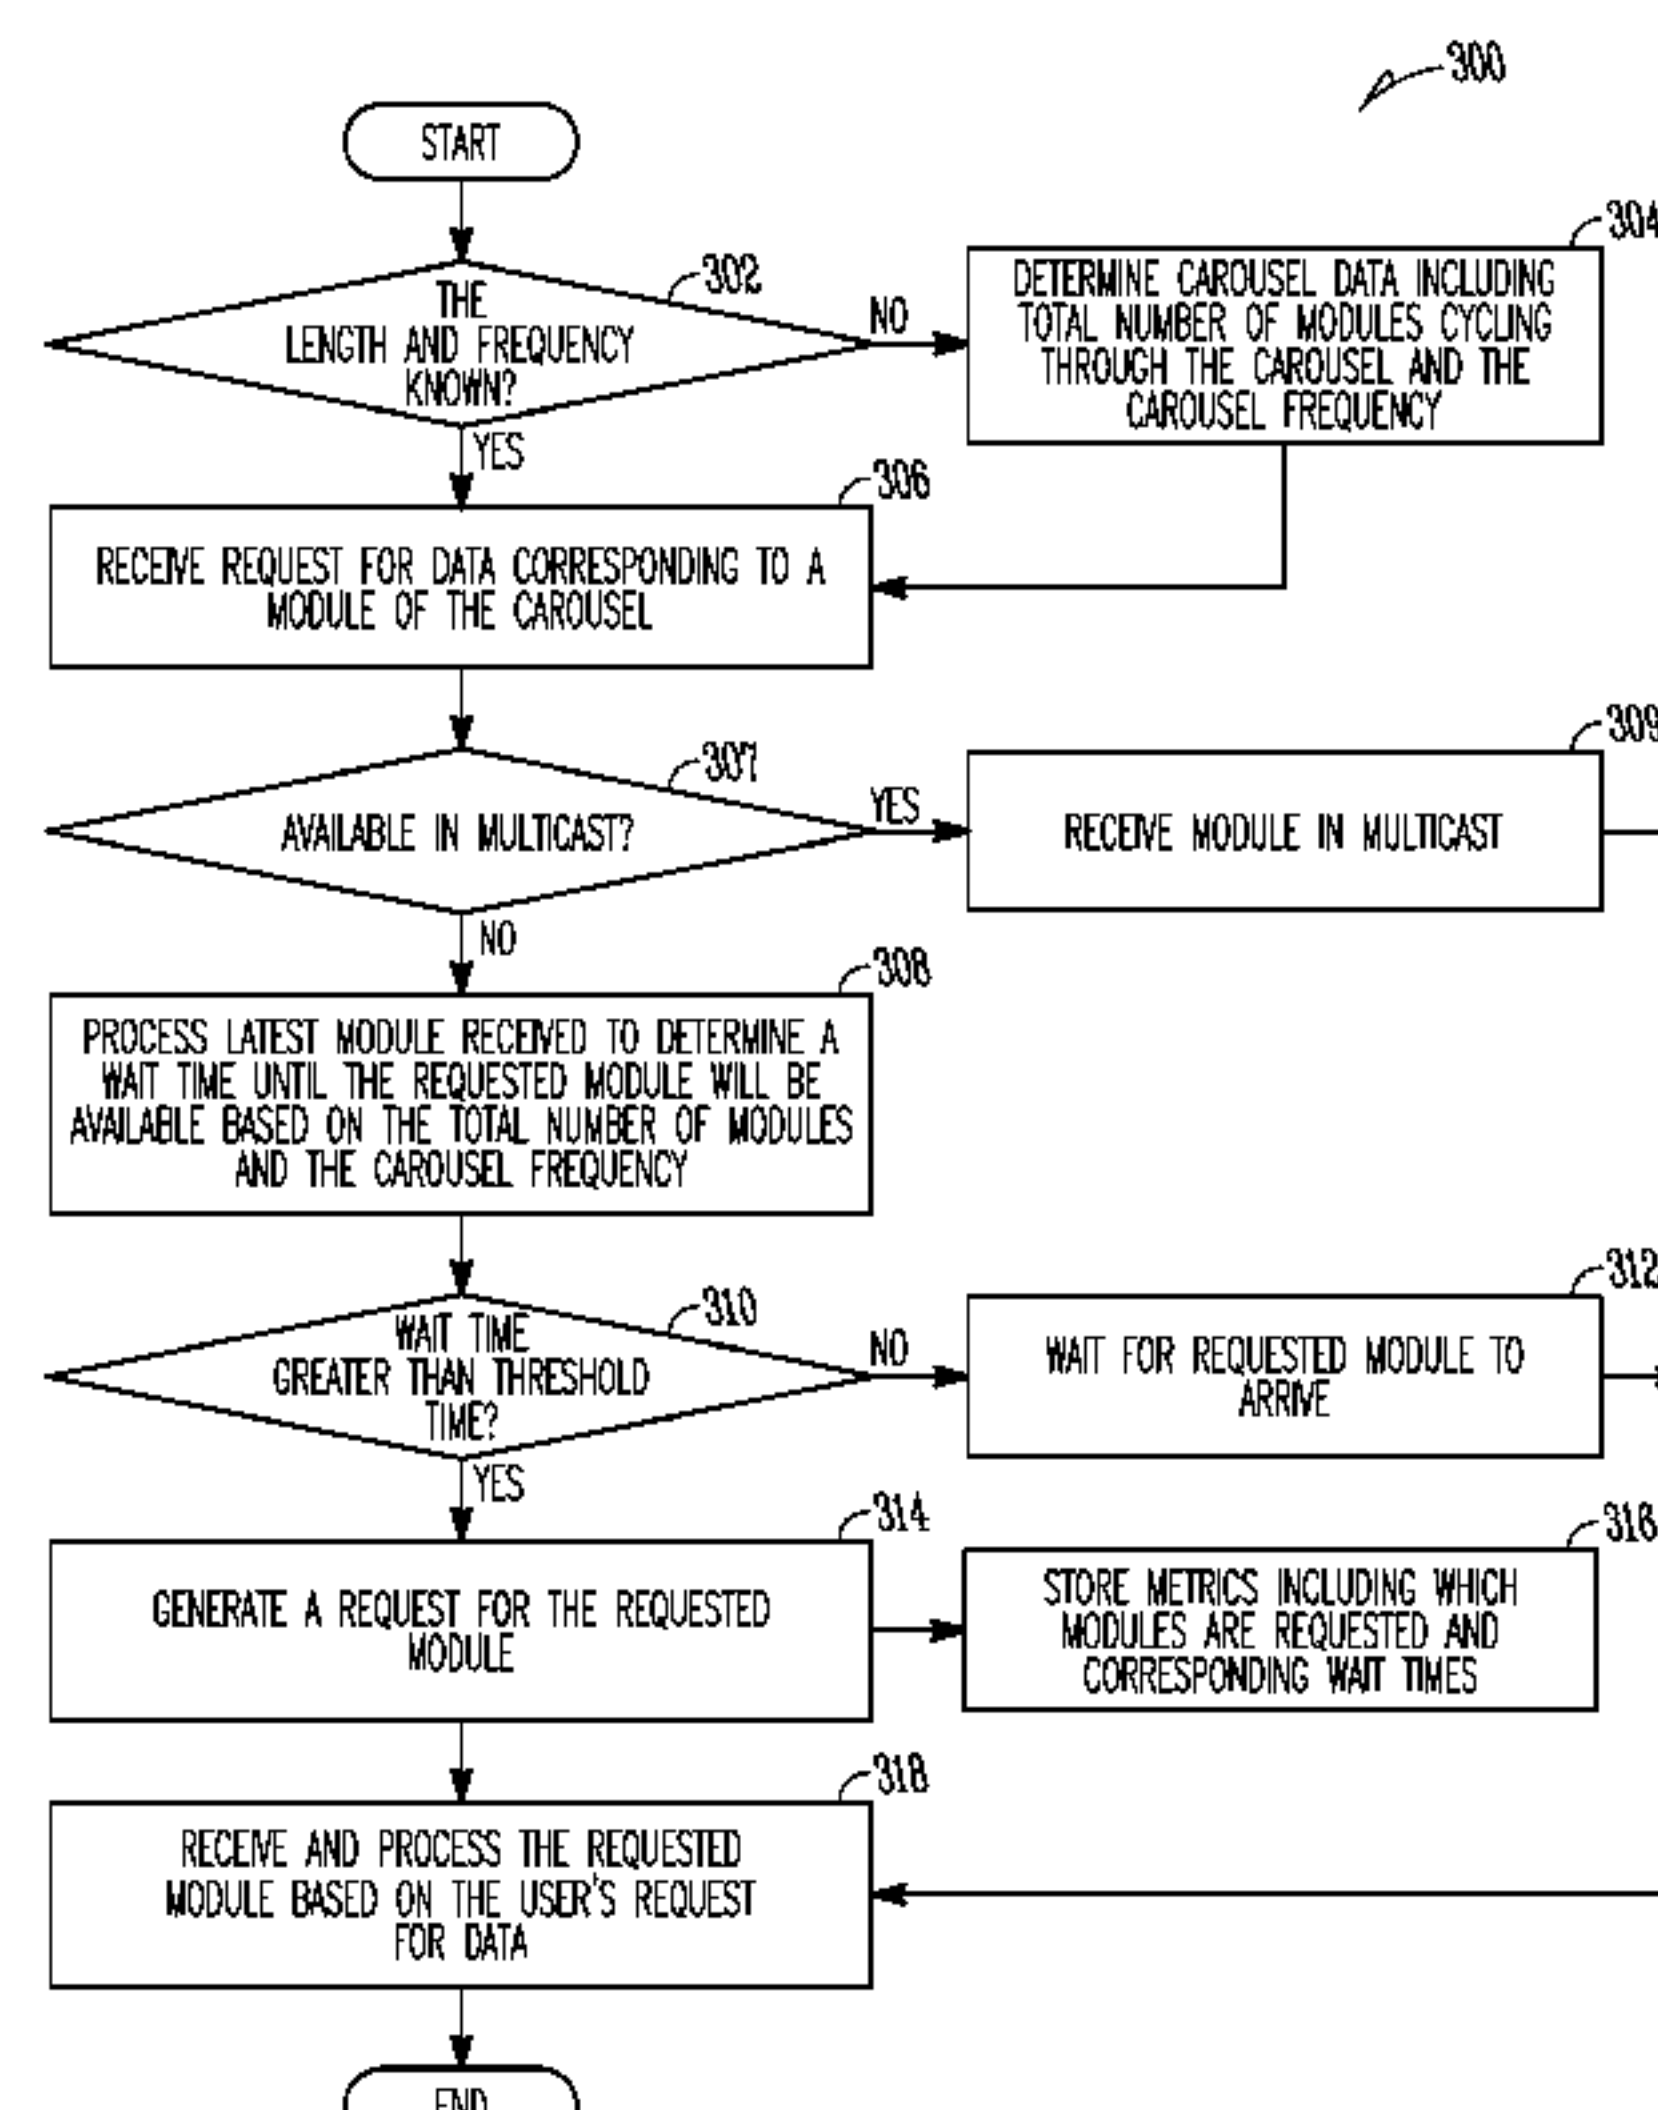 300
START
302
THE
LENGTH AND FREQUENCY
KNOWN?
NO
YES
304
DETERMINE CAROUSEL DATA INCLUDING
TOTAL NUMBER OF MODULES CYCLING
THROUGH THE CAROUSEL AND THE
CAROUSEL FREQUENCY
306
RECEIVE REQUEST FOR DATA CORRESPONDING TO A
MODULE OF THE CAROUSEL
307
AVAILABLE IN MULTICAST?
YES
NO
309
RECEIVE MODULE IN MULTICAST
308
PROCESS LATEST MODULE RECEIVED TO DETERMINE A
WAIT TIME UNTIL THE REQUESTED MODULE WILL BE
AVAILABLE BASED ON THE TOTAL NUMBER OF MODULES
AND THE CAROUSEL FREQUENCY
310
WAIT TIME
GREATER THAN THRESHOLD
TIME?
NO
YES
312
WAIT FOR REQUESTED MODULE TO
ARRIVE
314
GENERATE A REQUEST FOR THE REQUESTED
MODULE
316
STORE METRICS INCLUDING WHICH
MODULES ARE REQUESTED AND
CORRESPONDING WAIT TIMES
318
RECEIVE AND PROCESS THE REQUESTED
MODULE BASED ON THE USER'S REQUEST
FOR DATA
END